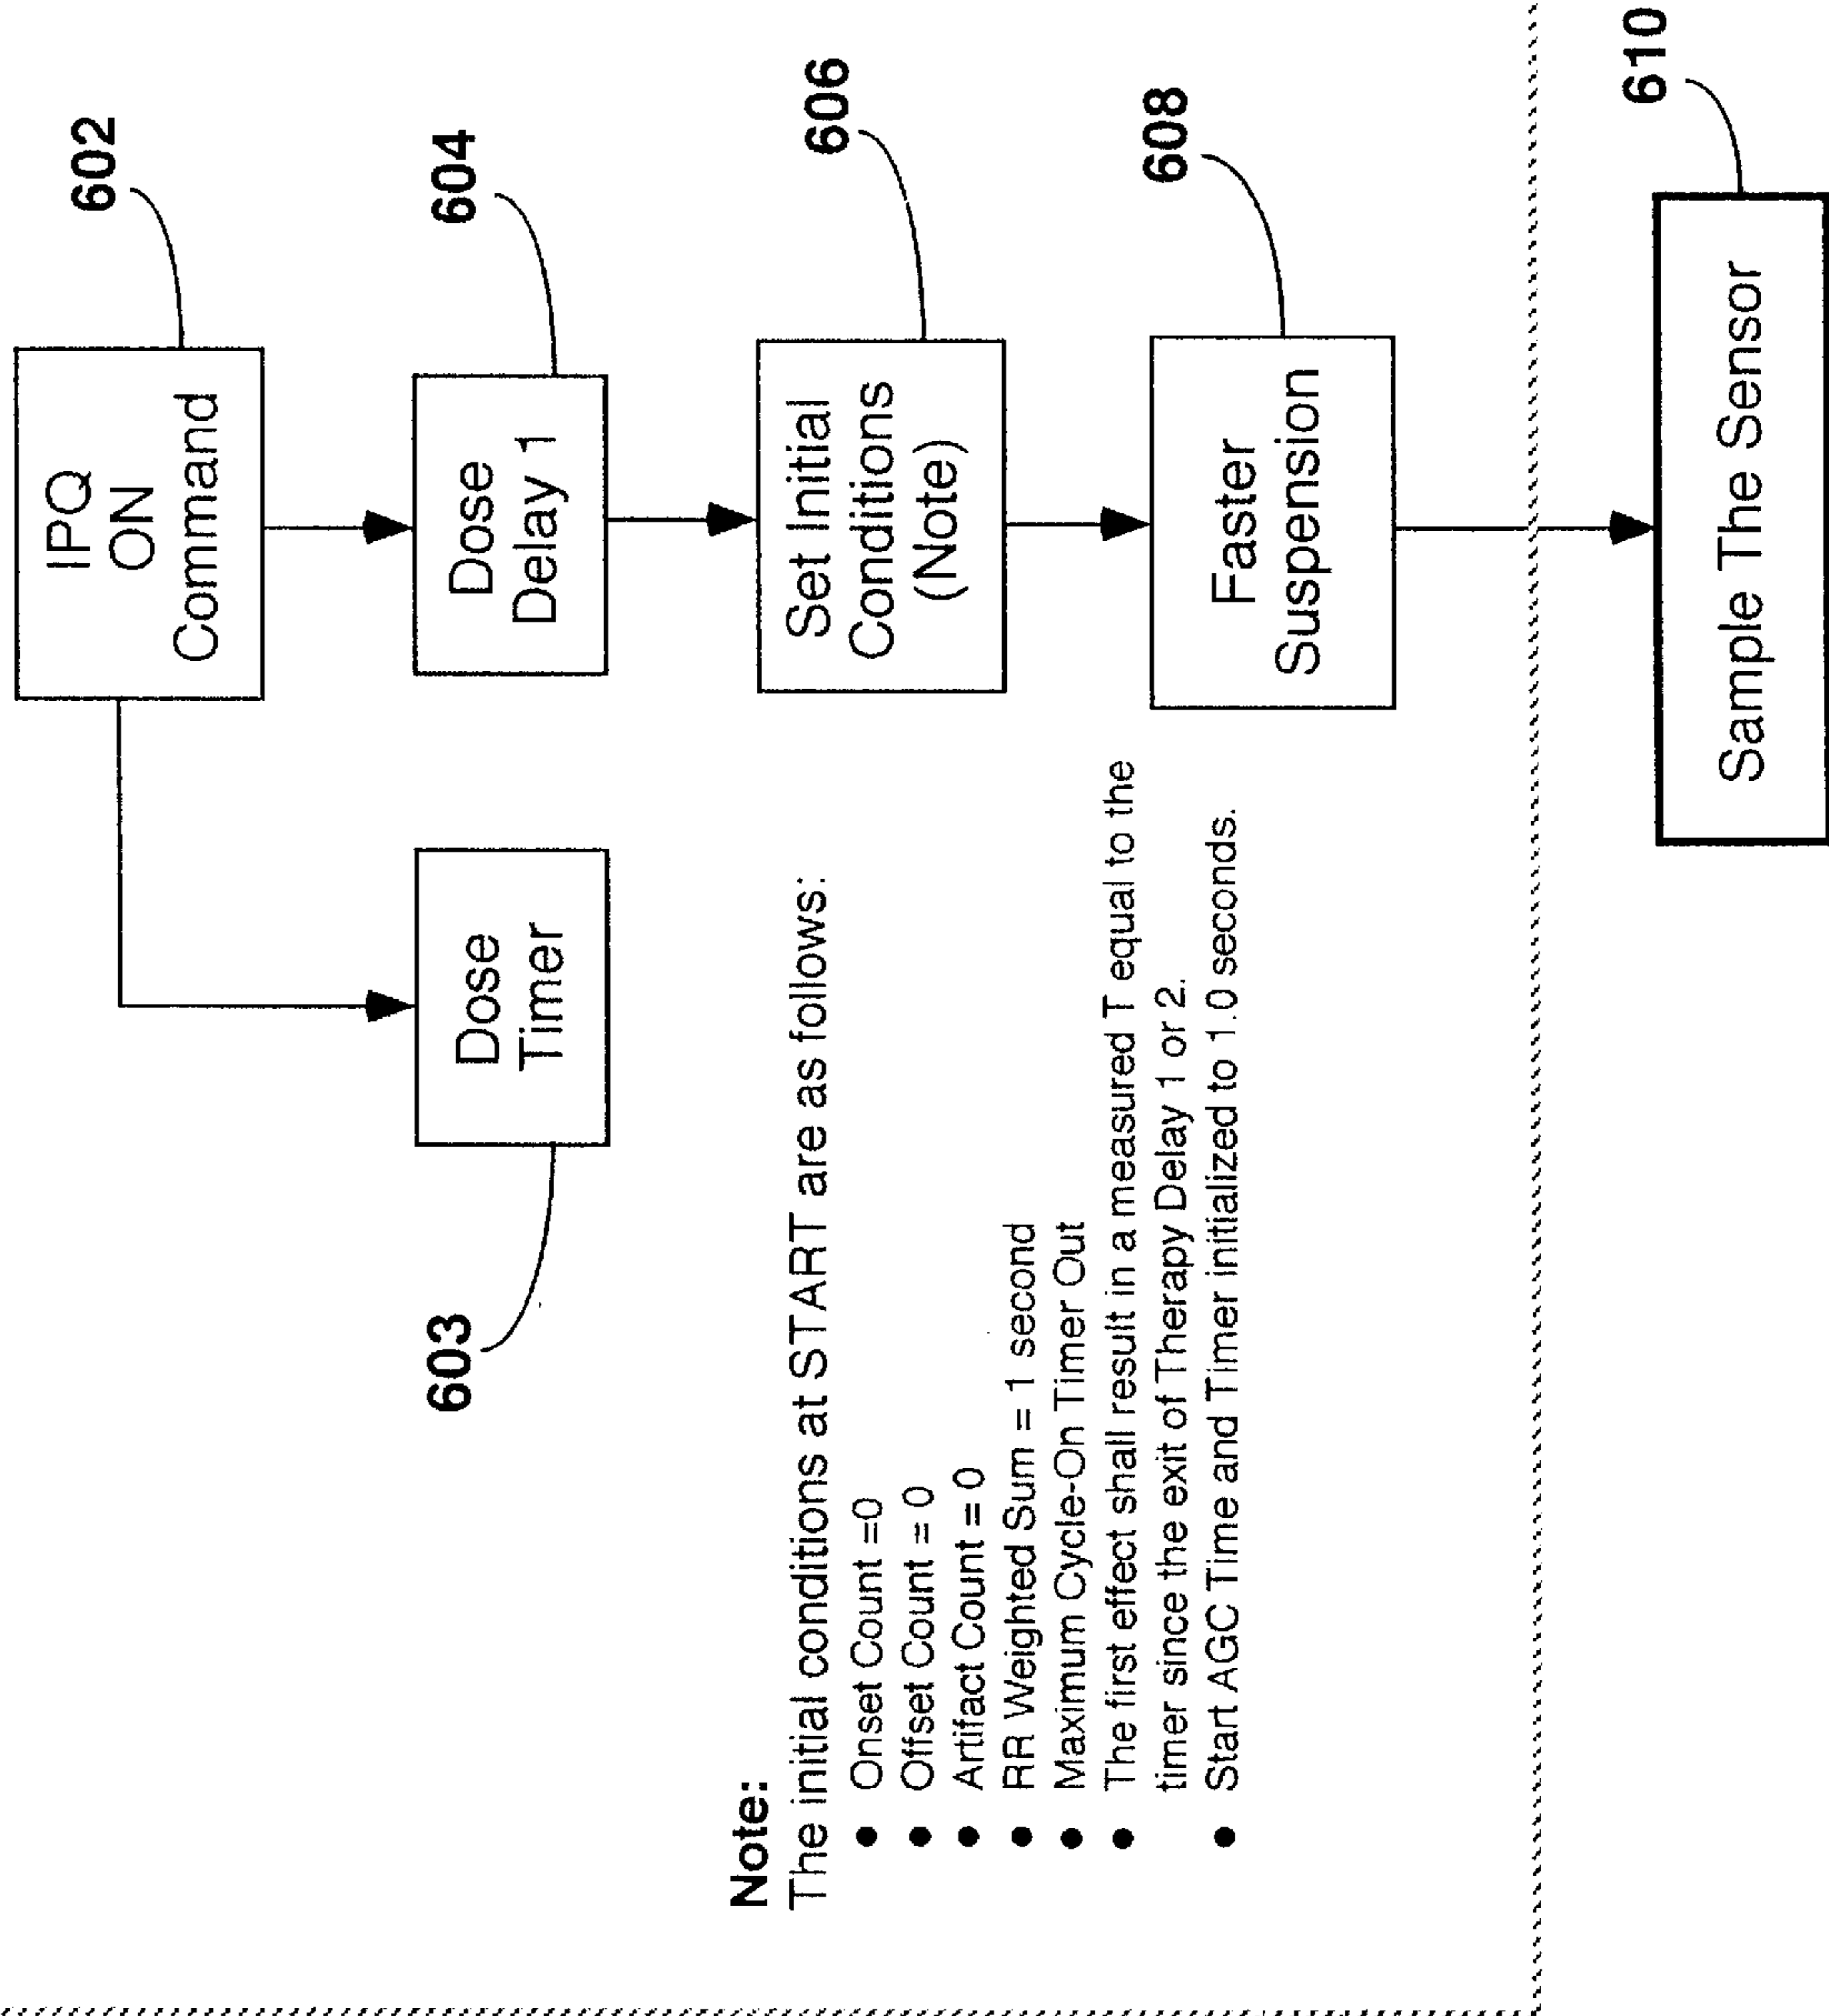 IPQ
ON
Command
602
Dose
Timer
603
Dose
Delay 1
604
Set Initial
Conditions
(Note)
606
Faster
Suspension
608
Note:
The initial conditions at START are as follows:
● Onset Count =0
● Offset Count = 0
● Artifact Count = 0
● RR Weighted Sum = 1 second
● Maximum Cycle-On Timer Out
● The first effect shall result in a measured T equal to the
timer since the exit of Therapy Delay 1 or 2.
● Start AGC Time and Timer initialized to 1.0 seconds.
Sample The Sensor
610